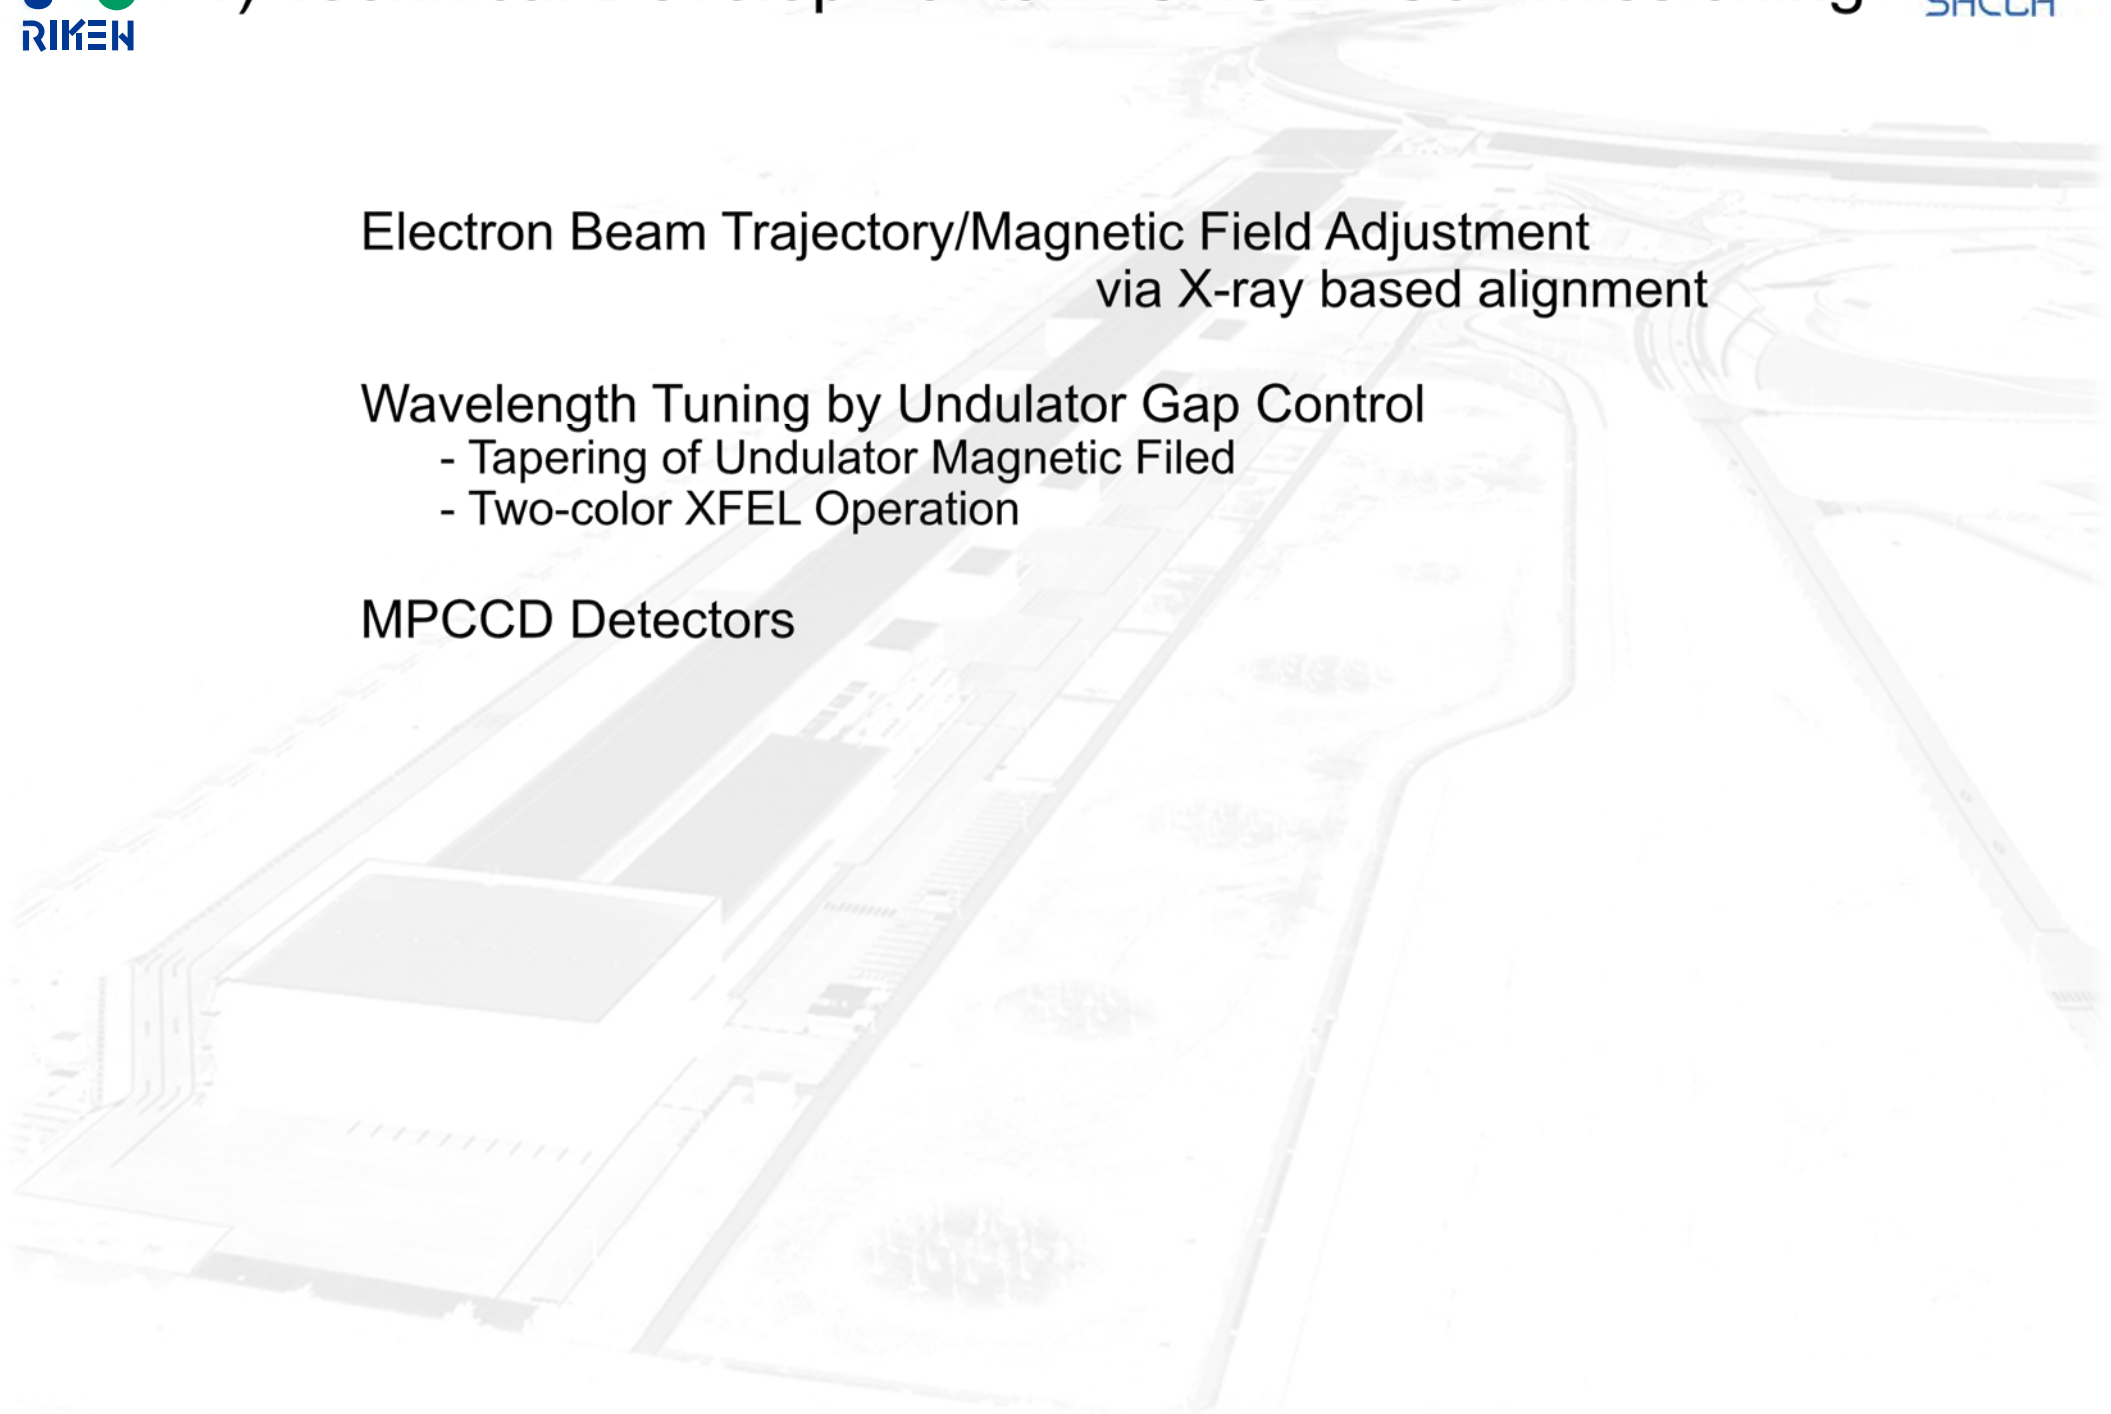 RIKEN
Electron Beam Trajectory/Magnetic Field Adjustment
via X-ray based alignment
Wavelength Tuning by Undulator Gap Control
- Tapering of Undulator Magnetic Filed
- Two-color XFEL Operation
MPCCD Detectors